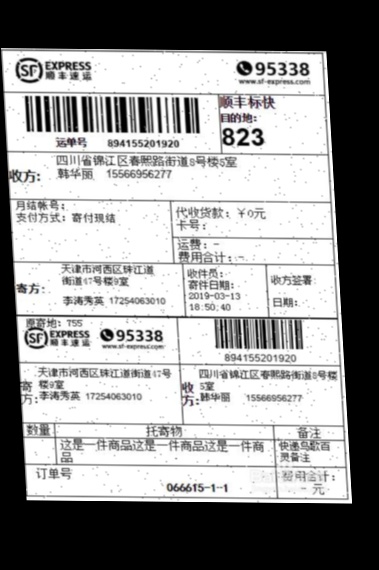 SF EXPRESS
顺丰速运
95338
www.sf-express.com
顺丰标快
目的地:
823
运单号 894155201920
收方:
四川省锦江区春熙路街道8号楼5室
韩华丽 15566956277
月结帐号:
支付方式: 寄付现结
代收货款: ¥0元
卡号:
运费: -
费用合计: -
寄方:
天津市河西区珠江道
街道47号楼9室
李涛秀英 17254063010
收件员:
寄件日期:
2019-03-13
18:50:40
收方签署:
日期:
原寄地: 755
SF EXPRESS
顺丰速运
95338
www.sf-express.com
894155201920
寄方:
天津市河西区珠江道街道47号
楼9室
李涛秀英 17254063010
收方:
四川省锦江区春熙路街道8号楼
5室
韩华丽 15566956277
数量 托寄物 备注
这是一件商品这是一件商品这是一件商
品
快递鸟歌百
灵备注
订单号
066615-1-1
费用合计:
- 元